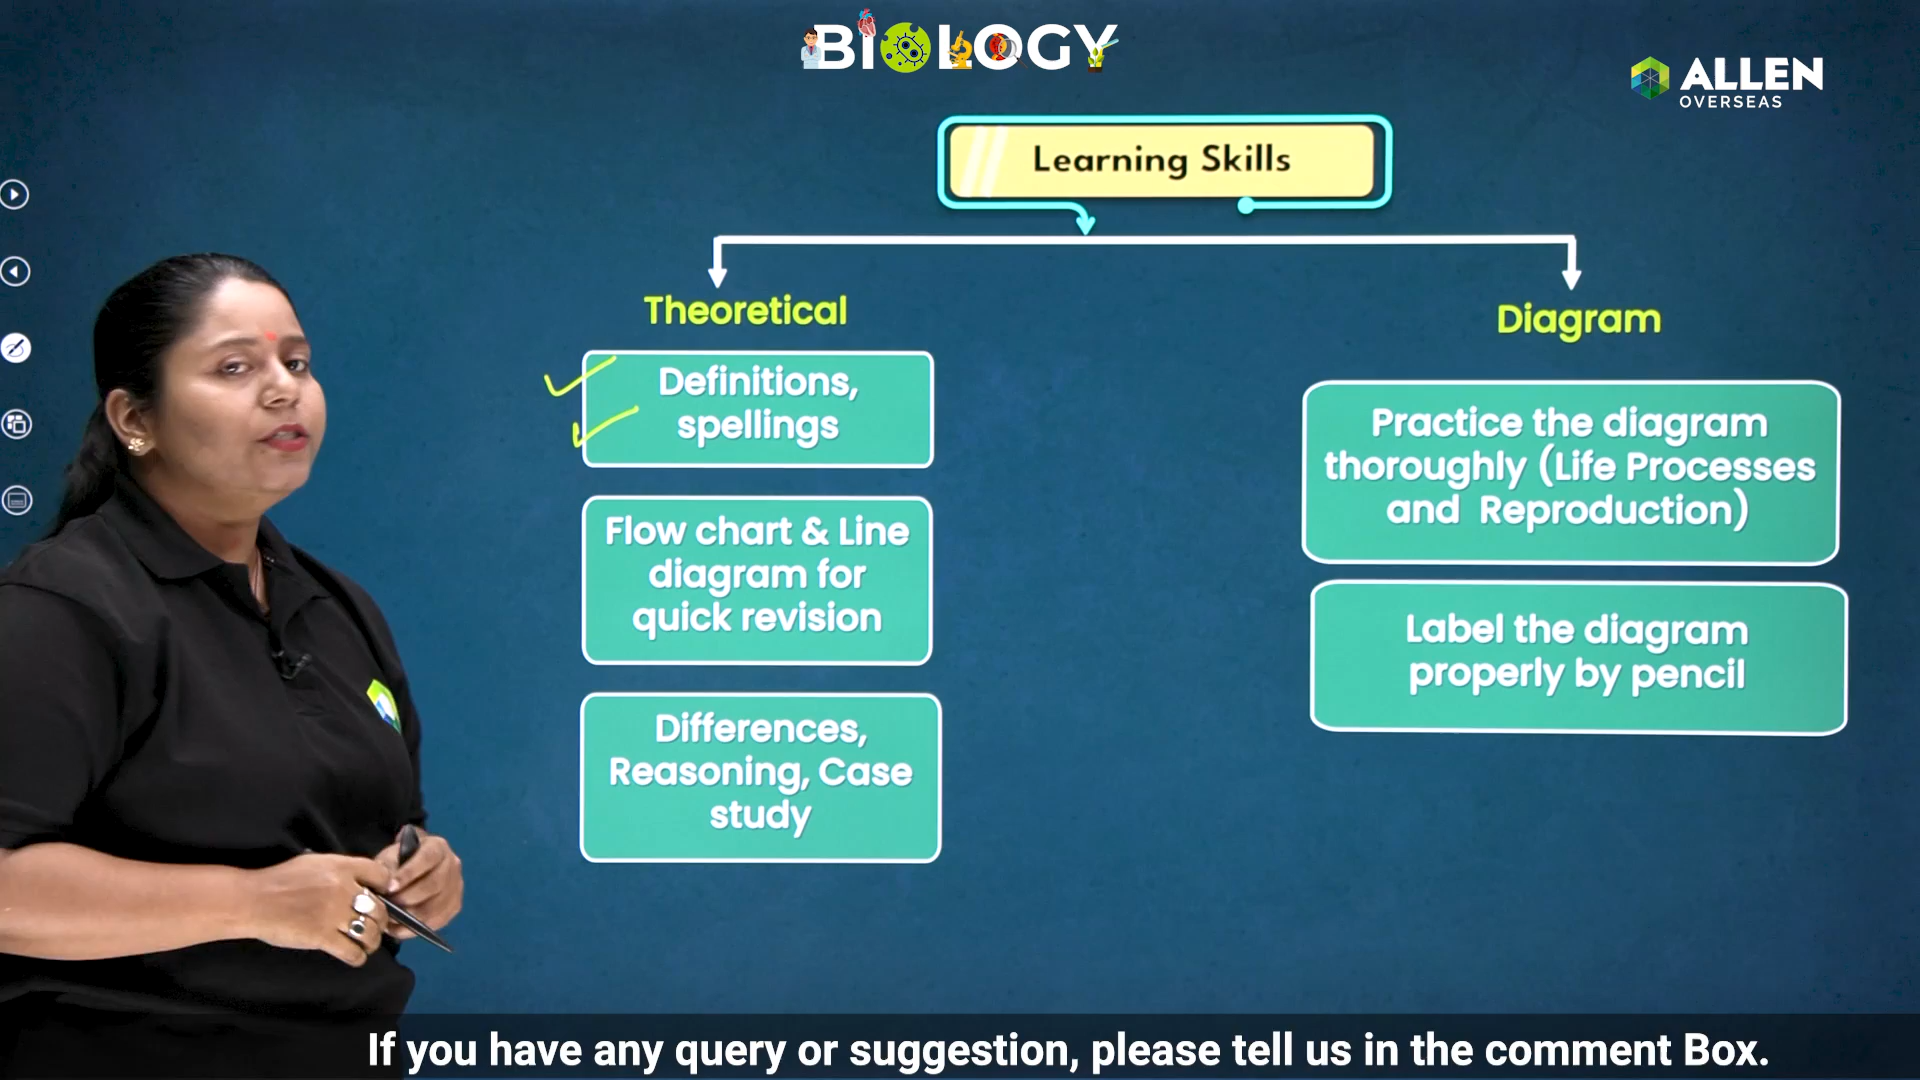 BIOLOGY
ALLEN
OVERSEAS
Learning Skills
Theoretical
Definitions,
spellings
Flow chart & Line
diagram for
quick revision
Differences,
Reasoning, Case
study
Diagram
Practice the diagram
thoroughly (Life Processes
and Reproduction)
Label the diagram
properly by pencil
If you have any query or suggestion, please tell us in the comment Box.